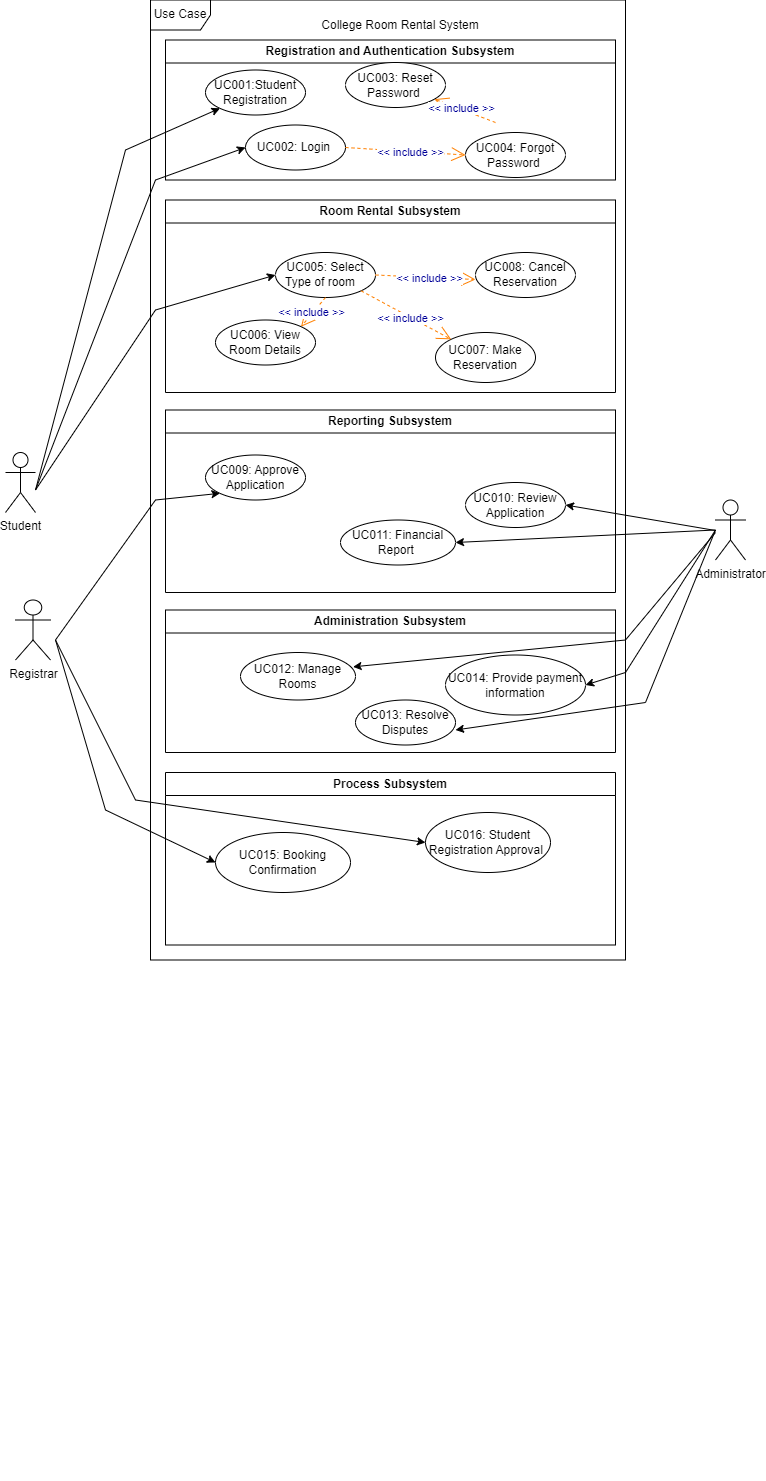 Use Case
College Room Rental System
Registration and Authentication Subsystem
UC001:Student
Registration
UC003: Reset
Password
<< include >>
UC002: Login
<< include >>
UC004: Forgot
Password
Room Rental Subsystem
UC005: Select
Type of room
<< include >>
UC008: Cancel
Reservation
<< include >>
<< include >>
UC006: View
Room Details
UC007: Make
Reservation
Reporting Subsystem
UC009: Approve
Application
UC010: Review
Application
UC011: Financial
Report
Student
Administrator
Administration Subsystem
UC012: Manage
Rooms
UC014: Provide payment
information
UC013: Resolve
Disputes
Registrar
Process Subsystem
UC015: Booking
Confirmation
UC016: Student
Registration Approval